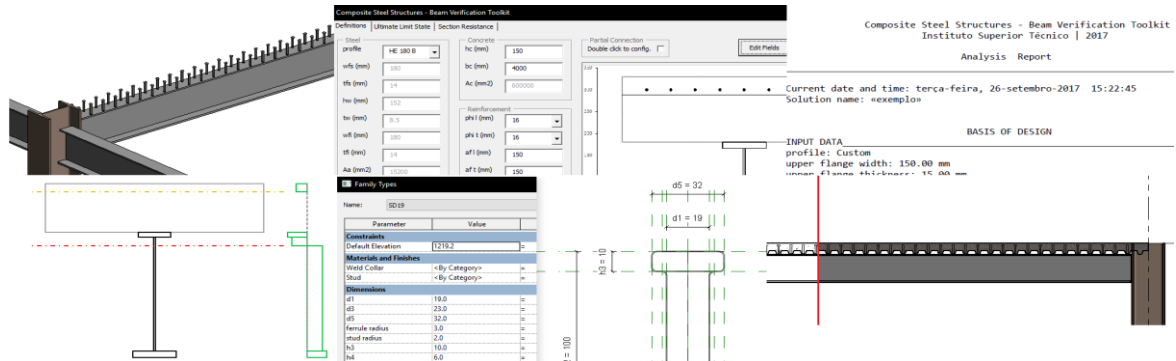 Composite Steel Structures - Beam Verification Toolkit
Definitions | Ultimate Limit State | Section Resistance |
Steel
profile HE 180 B
wfs (mm) 180
tfs (mm) 14
hw (mm) 152
tw (mm) 8.5
wfi (mm) 180
tfi (mm) 14
Aa (mm2) 15200
Concrete
hc (mm) 150
bc (mm) 4000
Ac (mm2) 600000
Reinforcement
phi l (mm) 16
phi t (mm) 16
af l (mm) 150
af t (mm) 150
Partial Connection
Double click to config.
Edit Fields
Composite Steel Structures - Beam Verification Toolkit
Instituto Superior Técnico | 2017
Analysis Report
Current date and time: terça-feira, 26-setembro-2017 15:22:45
Solution name: «exemplo»
BASIS OF DESIGN
INPUT DATA
profile: Custom
upper flange width: 150.00 mm
upper flange thickness: 15.00 mm
Family Types
Name: SD19
Parameter Value
Constraints
Default Elevation 1219.2 =
Materials and Finishes
Weld Collar <By Category> =
Stud <By Category> =
Dimensions
d1 19.0 =
d3 23.0 =
d5 32.0 =
ferrule radius 3.0 =
stud radius 2.0 =
h3 10.0 =
h4 6.0 =
d5 = 32
d1 = 19
h3 = 10
= 100